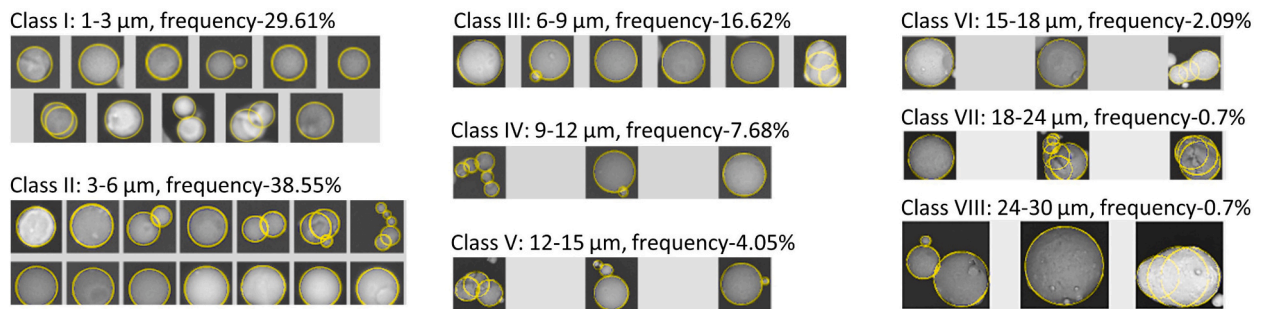 Class I: 1-3 µm, frequency-29.61%
Class II: 3-6 µm, frequency-38.55%
Class III: 6-9 µm, frequency-16.62%
Class IV: 9-12 µm, frequency-7.68%
Class V: 12-15 µm, frequency-4.05%
Class VI: 15-18 µm, frequency-2.09%
Class VII: 18-24 µm, frequency-0.7%
Class VIII: 24-30 µm, frequency-0.7%